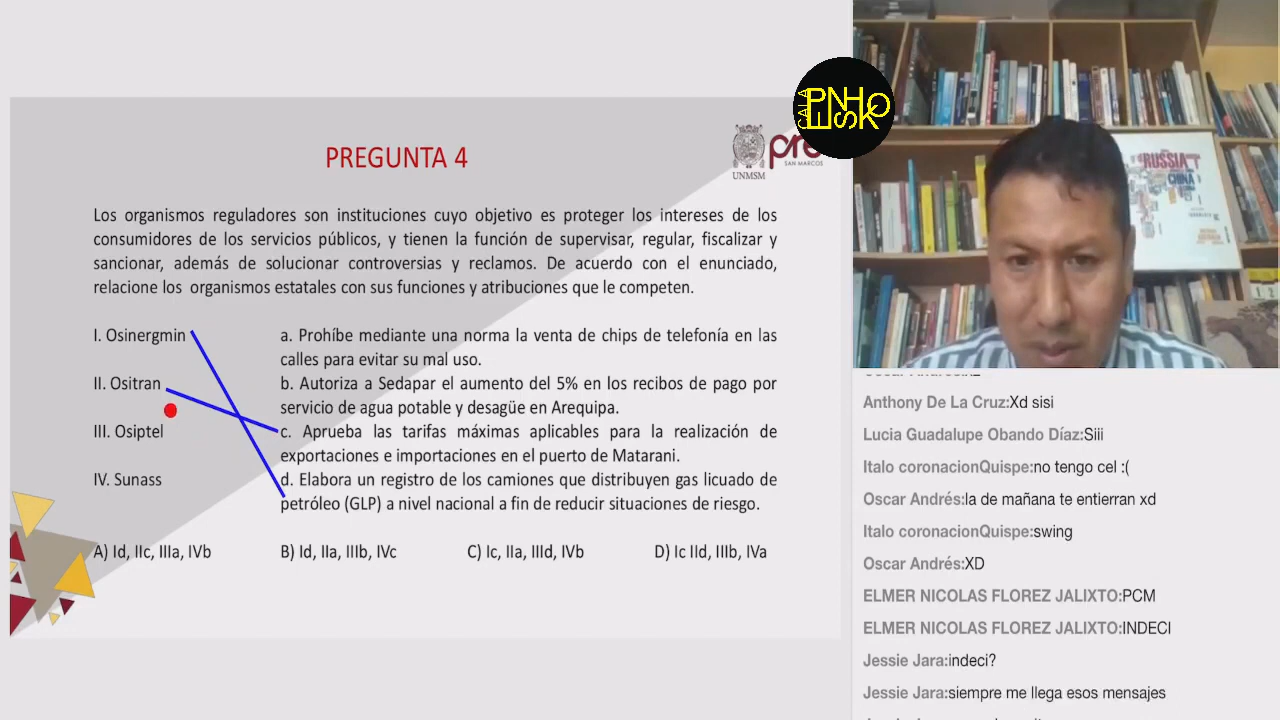 PREGUNTA 4
UNMSM
SAN MARCOS
Los organismos reguladores son instituciones cuyo objetivo es proteger los intereses de los
consumidores de los servicios públicos, y tienen la función de supervisar, regular, fiscalizar y
sancionar, además de solucionar controversias y reclamos. De acuerdo con el enunciado,
relacione los organismos estatales con sus funciones y atribuciones que le competen.
I. Osinergmin
II. Ositran
III. Osiptel
IV. Sunass
a. Prohíbe mediante una norma la venta de chips de telefonía en las
calles para evitar su mal uso.
b. Autoriza a Sedapar el aumento del 5% en los recibos de pago por
servicio de agua potable y desagüe en Arequipa.
c. Aprueba las tarifas máximas aplicables para la realización de
exportaciones e importaciones en el puerto de Matarani.
d. Elabora un registro de los camiones que distribuyen gas licuado de
petróleo (GLP) a nivel nacional a fin de reducir situaciones de riesgo.
A) Id, IIc, IIIa, IVb
B) Id, IIa, IIIb, IVc
C) Ic, IIa, IIId, IVb
D) Ic IId, IIIb, IVa
RUSSIA
CHINA
Anthony De La Cruz:Xd sisi
Lucia Guadalupe Obando Díaz:Siii
Italo coronacionQuispe:no tengo cel :(
Oscar Andrés:la de mañana te entierran xd
Italo coronacionQuispe:swing
Oscar Andrés:XD
ELMER NICOLAS FLOREZ JALIXTO:PCM
ELMER NICOLAS FLOREZ JALIXTO:INDECI
Jessie Jara:indeci?
Jessie Jara:siempre me llega esos mensajes